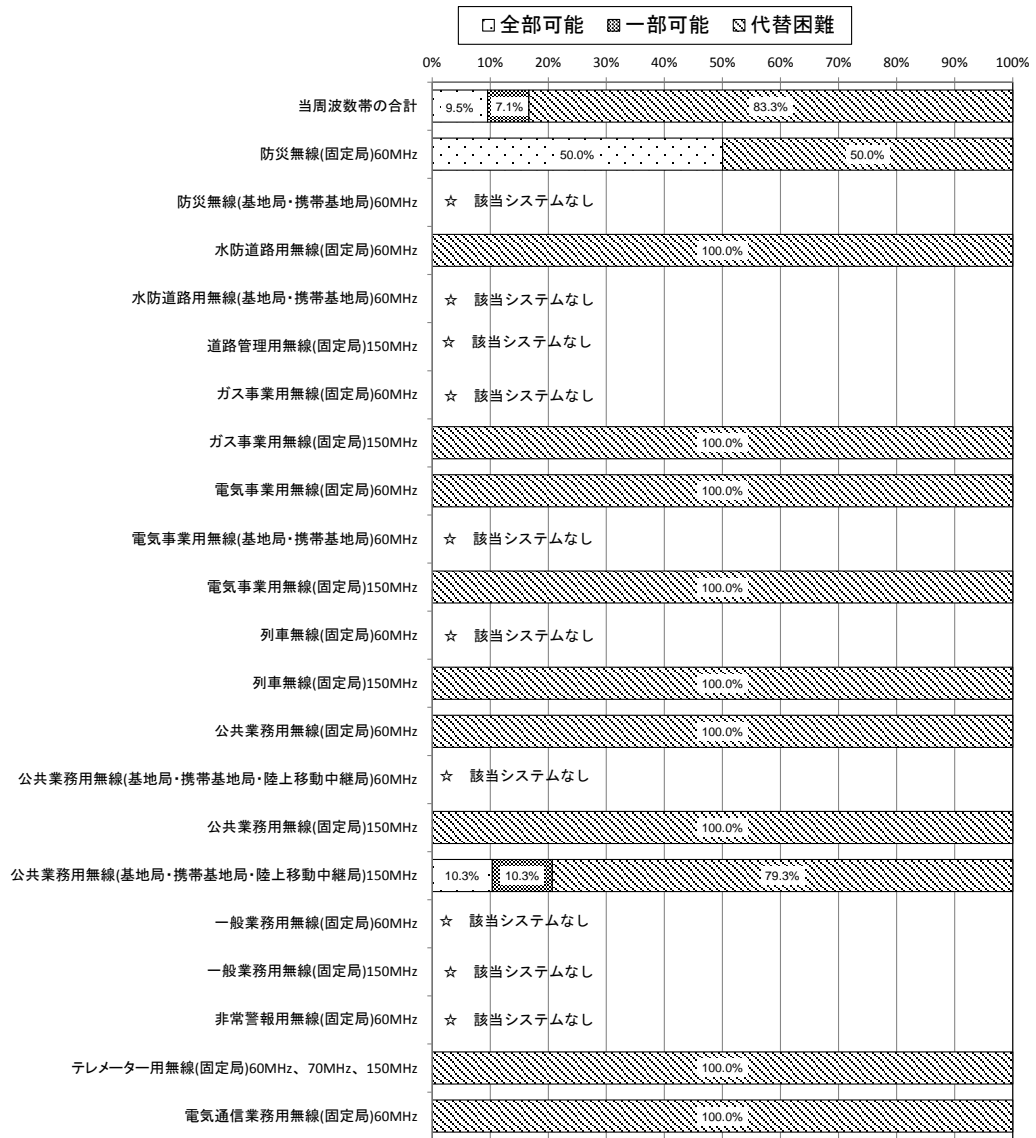 全部可能 一部可能 代替困難
0% 10% 20% 30% 40% 50% 60% 70% 80% 90% 100%
当周波数帯の合計 9.5% 7.1% 83.3%
防災無線(固定局)60MHz 50.0% 50.0%
防災無線(基地局・携帯基地局)60MHz ☆ 該当システムなし
水防道路用無線(固定局)60MHz 100.0%
水防道路用無線(基地局・携帯基地局)60MHz ☆ 該当システムなし
道路管理用無線(固定局)150MHz ☆ 該当システムなし
ガス事業用無線(固定局)60MHz ☆ 該当システムなし
ガス事業用無線(固定局)150MHz 100.0%
電気事業用無線(固定局)60MHz 100.0%
電気事業用無線(基地局・携帯基地局)60MHz ☆ 該当システムなし
電気事業用無線(固定局)150MHz 100.0%
列車無線(固定局)60MHz ☆ 該当システムなし
列車無線(固定局)150MHz 100.0%
公共業務用無線(固定局)60MHz 100.0%
公共業務用無線(基地局・携帯基地局・陸上移動中継局)60MHz ☆ 該当システムなし
公共業務用無線(固定局)150MHz 100.0%
公共業務用無線(基地局・携帯基地局・陸上移動中継局)150MHz 10.3% 10.3% 79.3%
一般業務用無線(固定局)60MHz ☆ 該当システムなし
一般業務用無線(固定局)150MHz ☆ 該当システムなし
非常警報用無線(固定局)60MHz ☆ 該当システムなし
テレメーター用無線(固定局)60MHz、70MHz、150MHz 100.0%
電気通信業務用無線(固定局)60MHz 100.0%